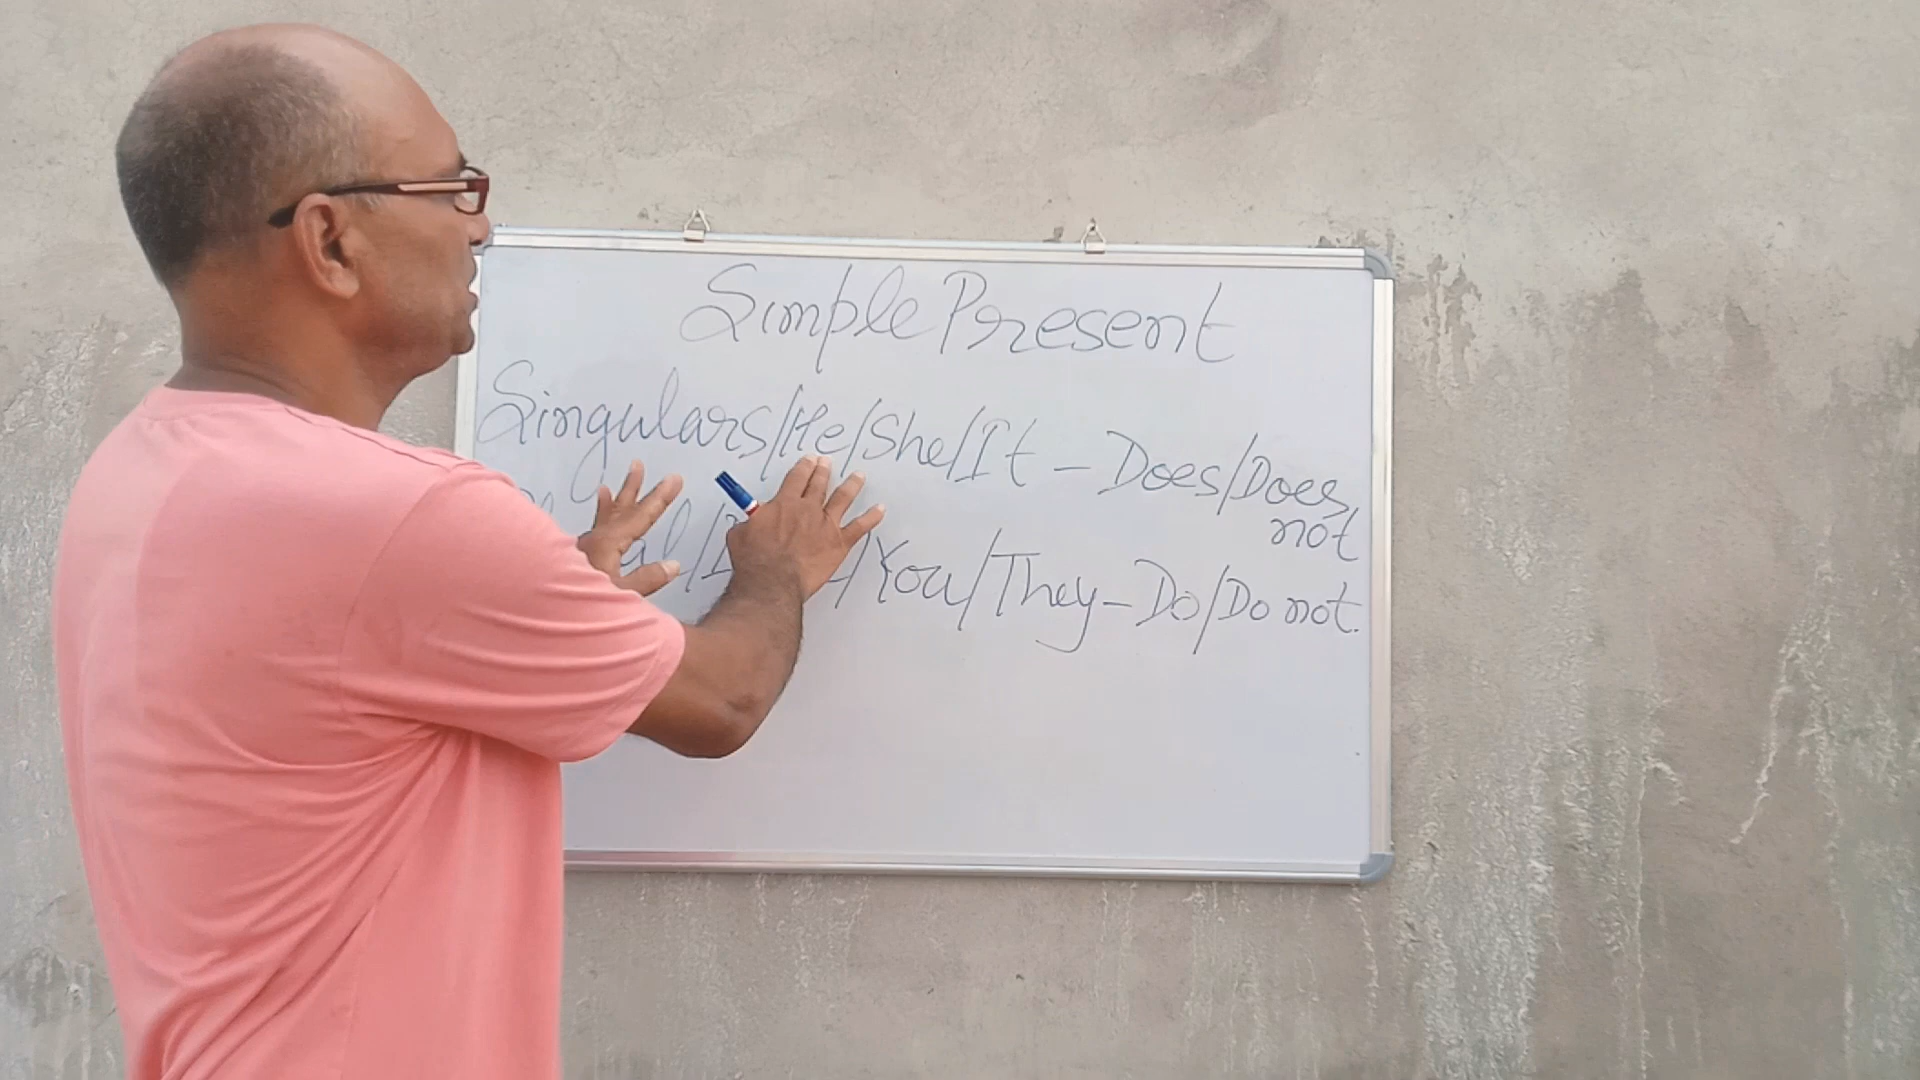 Simple Present
Singulars/He/She/It - Does/Does not
/You/They - Do/Do not.